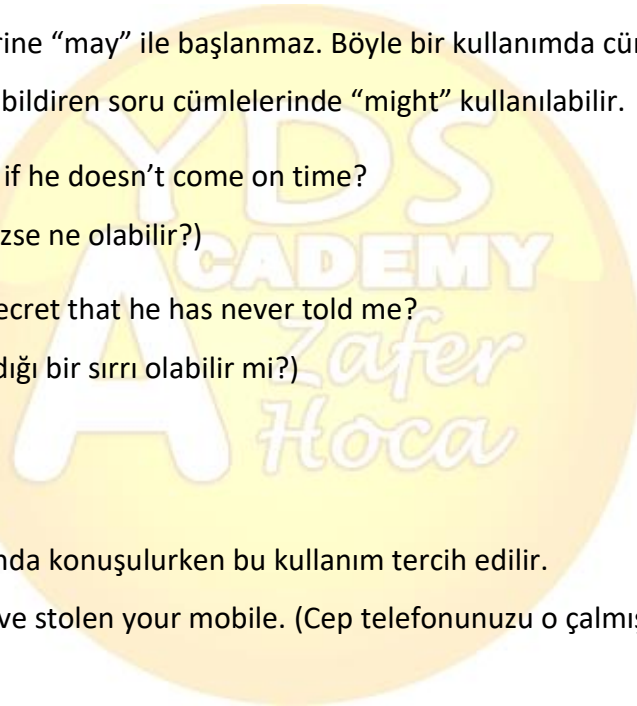 rine “may” ile başlanmaz. Böyle bir kullanımda cür
bildiren soru cümlelerinde “might” kullanılabilir.
if he doesn’t come on time?
zse ne olabilir?)
ecret that he has never told me?
dığı bir sırrı olabilir mi?)
nda konuşulurken bu kullanım tercih edilir.
ve stolen your mobile. (Cep telefonunuzu o çalmış
YDS
ACADEMY
Zafer
Hoca